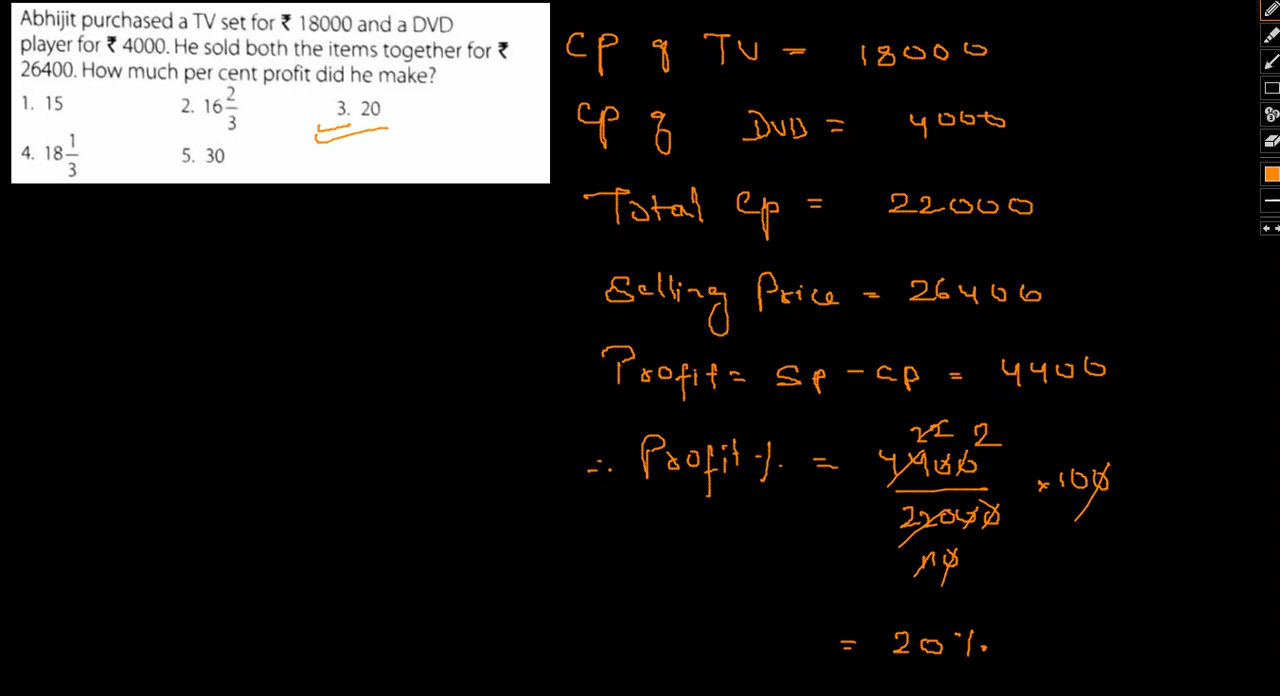 Abhijit purchased a TV set for ₹ 18000 and a DVD
player for ₹ 4000. He sold both the items together for ₹
26400. How much per cent profit did he make?
1. 15 2. 16 2/3 3. 20
4. 18 1/3 5. 30
CP of TV = 18000
CP of DVD = 4000
Total CP = 22000
Selling Price = 26400
Profit = SP - CP = 4400
22 2
∴ Profit % = 4400/22000 × 100
110
= 20%